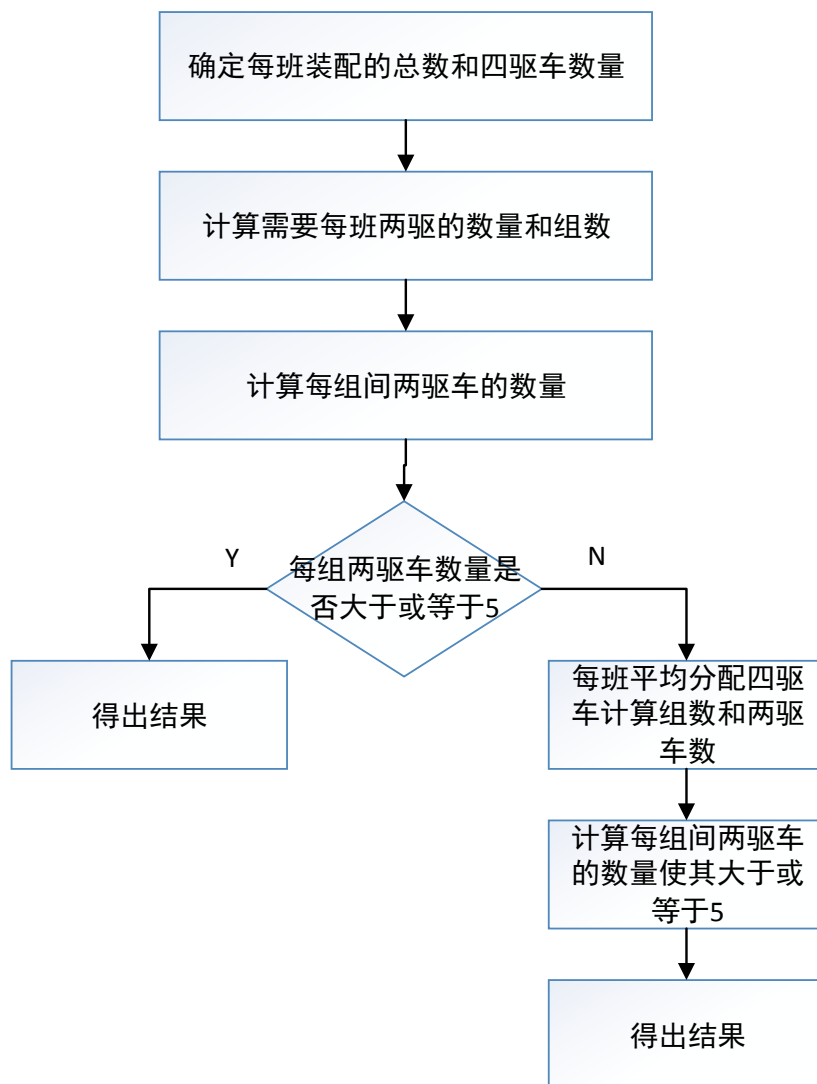 确定每班装配的总数和四驱车数量
计算需要每班两驱的数量和组数
计算每组间两驱车的数量
Y
每组两驱车数量是
否大于或等于5
N
得出结果
每班平均分配四驱
车计算组数和两驱
车数
计算每组间两驱车
的数量使其大于或
等于5
得出结果